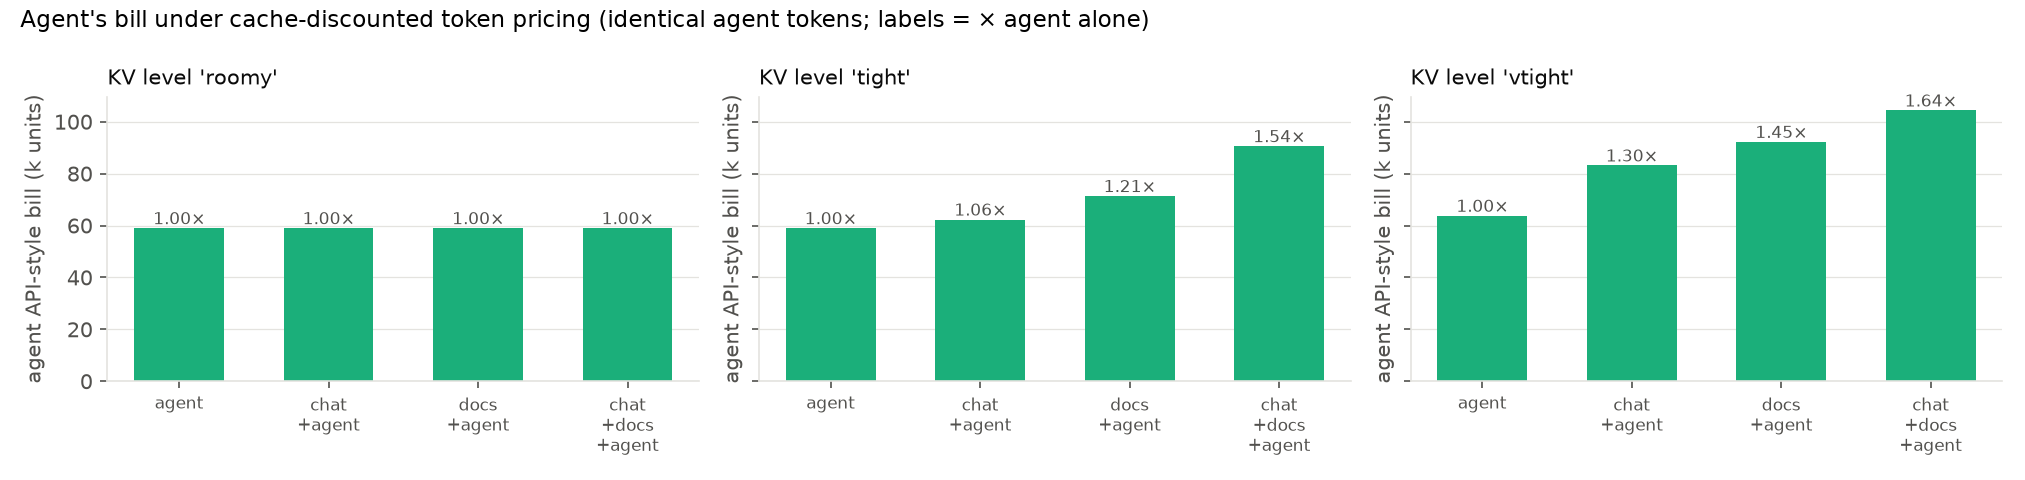 Agent's bill under cache-discounted token pricing (identical agent tokens; labels = × agent alone)
KV level 'roomy'
agent API-style bill (k units)
100
80
60
40
20
0
1.00×
1.00×
1.00×
1.00×
agent
chat
+agent
docs
+agent
chat
+docs
+agent
KV level 'tight'
agent API-style bill (k units)
1.00×
1.06×
1.21×
1.54×
agent
chat
+agent
docs
+agent
chat
+docs
+agent
KV level 'vtight'
agent API-style bill (k units)
1.00×
1.30×
1.45×
1.64×
agent
chat
+agent
docs
+agent
chat
+docs
+agent